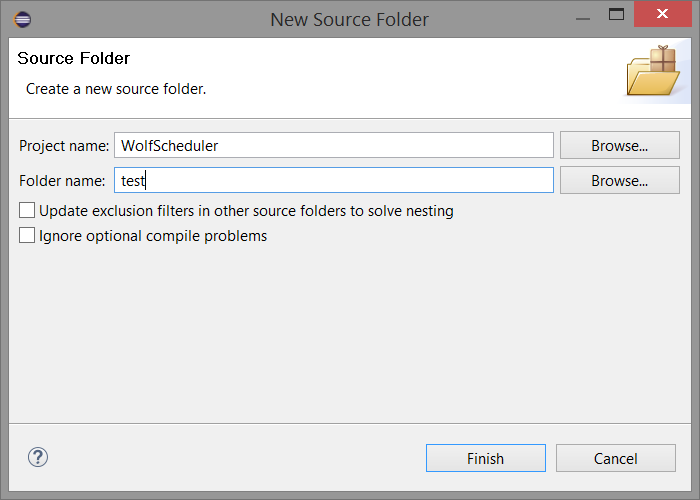 New Source Folder
Source Folder
Create a new source folder.
Project name: WolfScheduler Browse...
Folder name: test Browse...
Update exclusion filters in other source folders to solve nesting
Ignore optional compile problems
? Finish Cancel